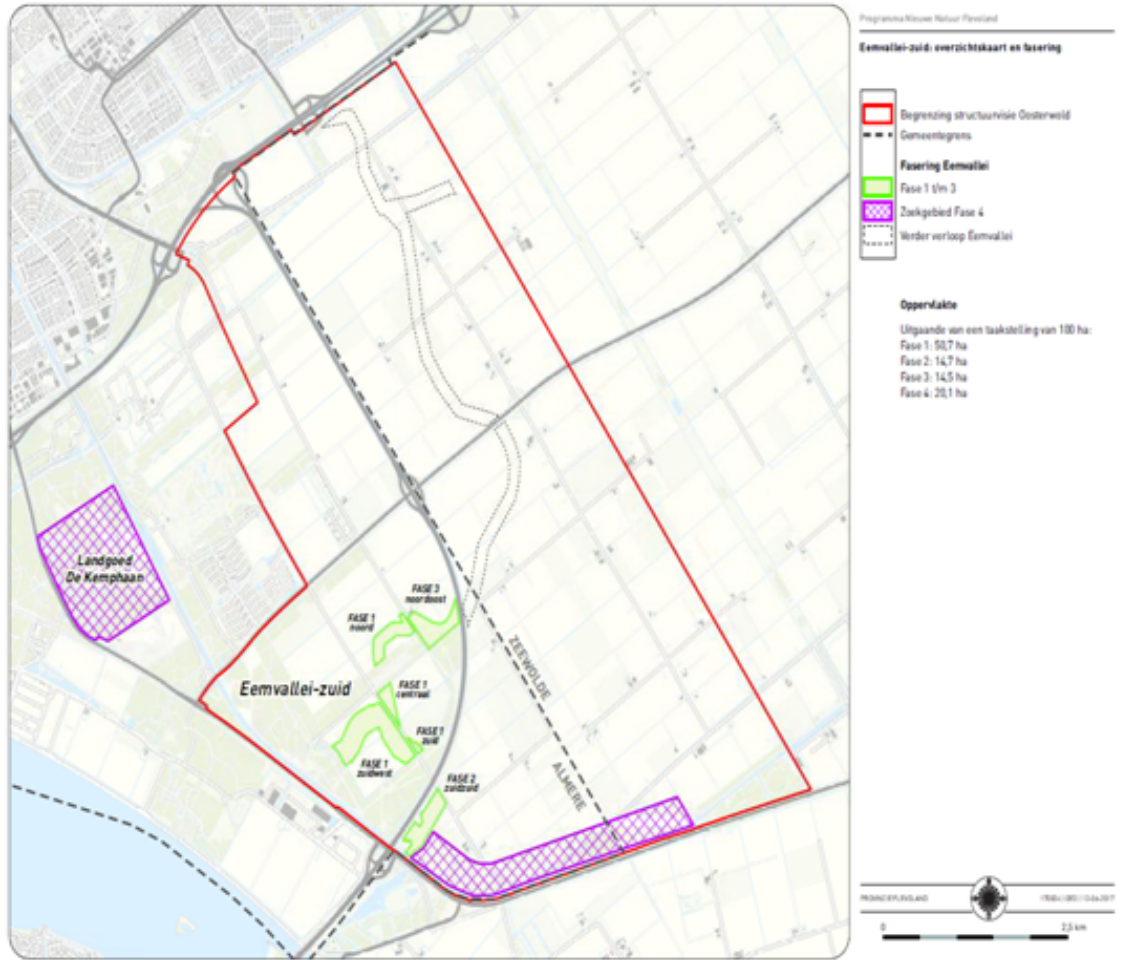 Programma Nieuwe Natuur Flevoland
Eemvallei-zuid: overzichtskaart en fasering
Begrenzing structuurvisie Oosterwold
Gemeentegrens
Fasering Eemvallei
Fase 1 t/m 3
Zoekgebied Fase 4
Verder verloop Eemvallei
Oppervlakte
Uitgaande van een taakstelling van 100 ha:
Fase 1: 50,7 ha
Fase 2: 14,7 ha
Fase 3: 14,5 ha
Fase 4: 20,1 ha
Landgoed
De Kemphaan
FASE 3
noordoost
FASE 1
noord
ZEEWOLDE
Eemvallei-zuid
FASE 1
centraal
FASE 1
zuid
FASE 1
zuidwest
FASE 2
zuidzuid
ALMERE
PROVINCIE FLEVOLAND
0
2,5 km